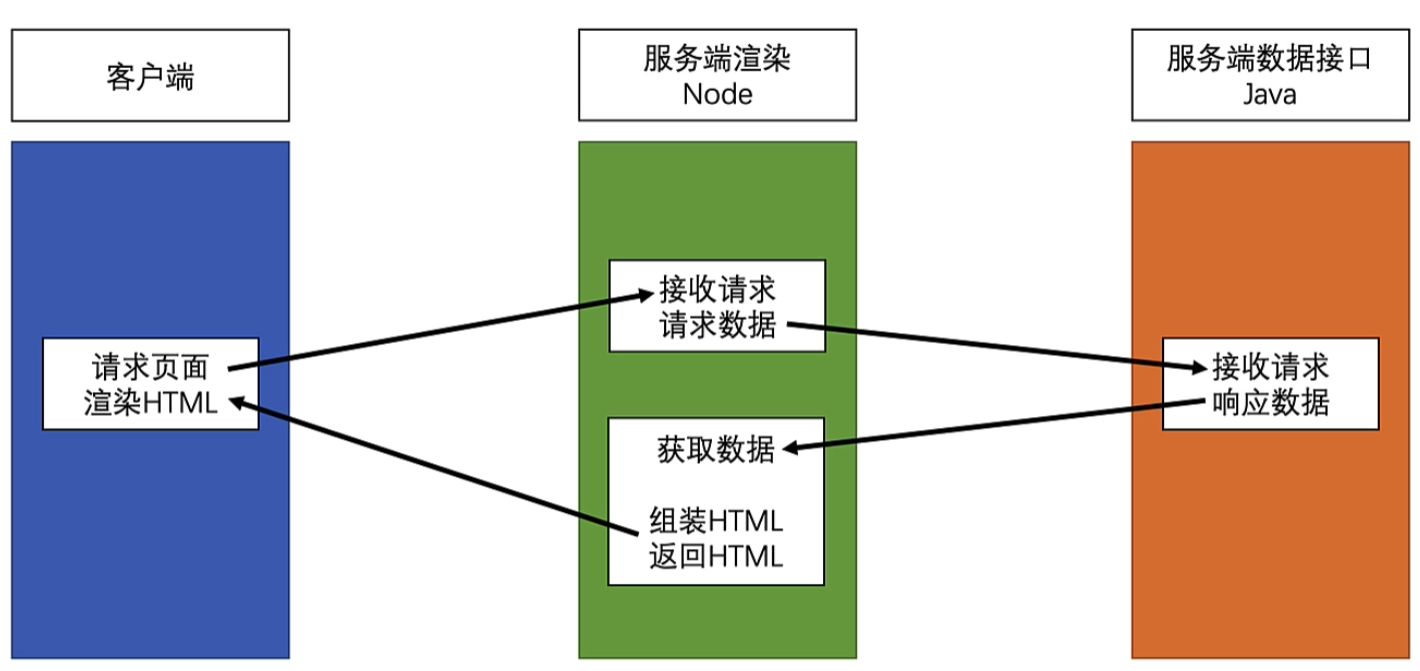 客户端
服务端渲染
Node
服务端数据接口
Java
请求页面
渲染HTML
接收请求
请求数据
获取数据
组装HTML
返回HTML
接收请求
响应数据